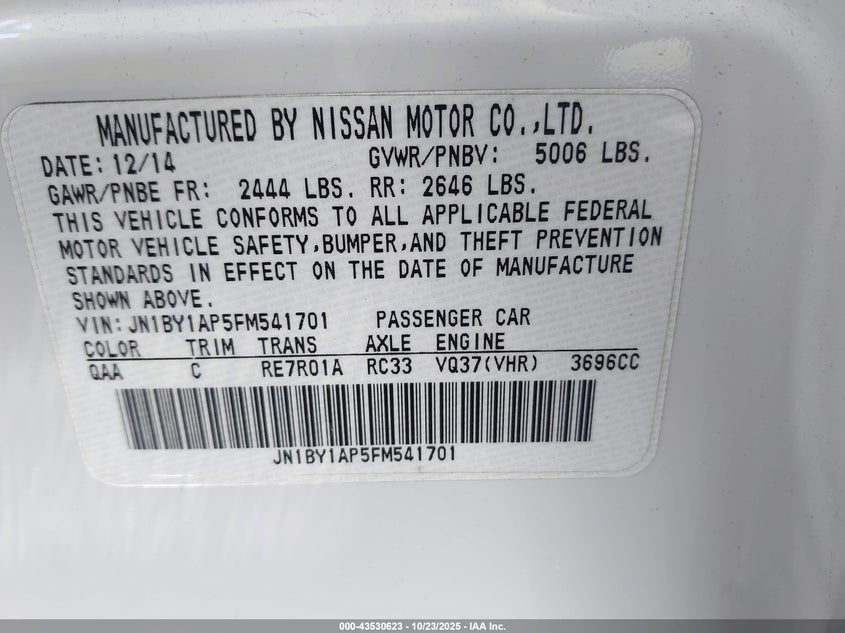 MANUFACTURED BY NISSAN MOTOR CO.,LTD.
DATE: 12/14 GVWR/PNBV: 5006 LBS.
GAWR/PNBE FR: 2444 LBS. RR: 2646 LBS.
THIS VEHICLE CONFORMS TO ALL APPLICABLE FEDERAL
MOTOR VEHICLE SAFETY,BUMPER,AND THEFT PREVENTION
STANDARDS IN EFFECT ON THE DATE OF MANUFACTURE
SHOWN ABOVE.
VIN: JN1BY1AP5FM541701 PASSENGER CAR
COLOR TRIM TRANS AXLE ENGINE
QAA C RE7R01A RC33 VQ37(VHR) 3696CC
JN1BY1AP5FM541701
000-43530623 - 10/23/2025 - IAA Inc.